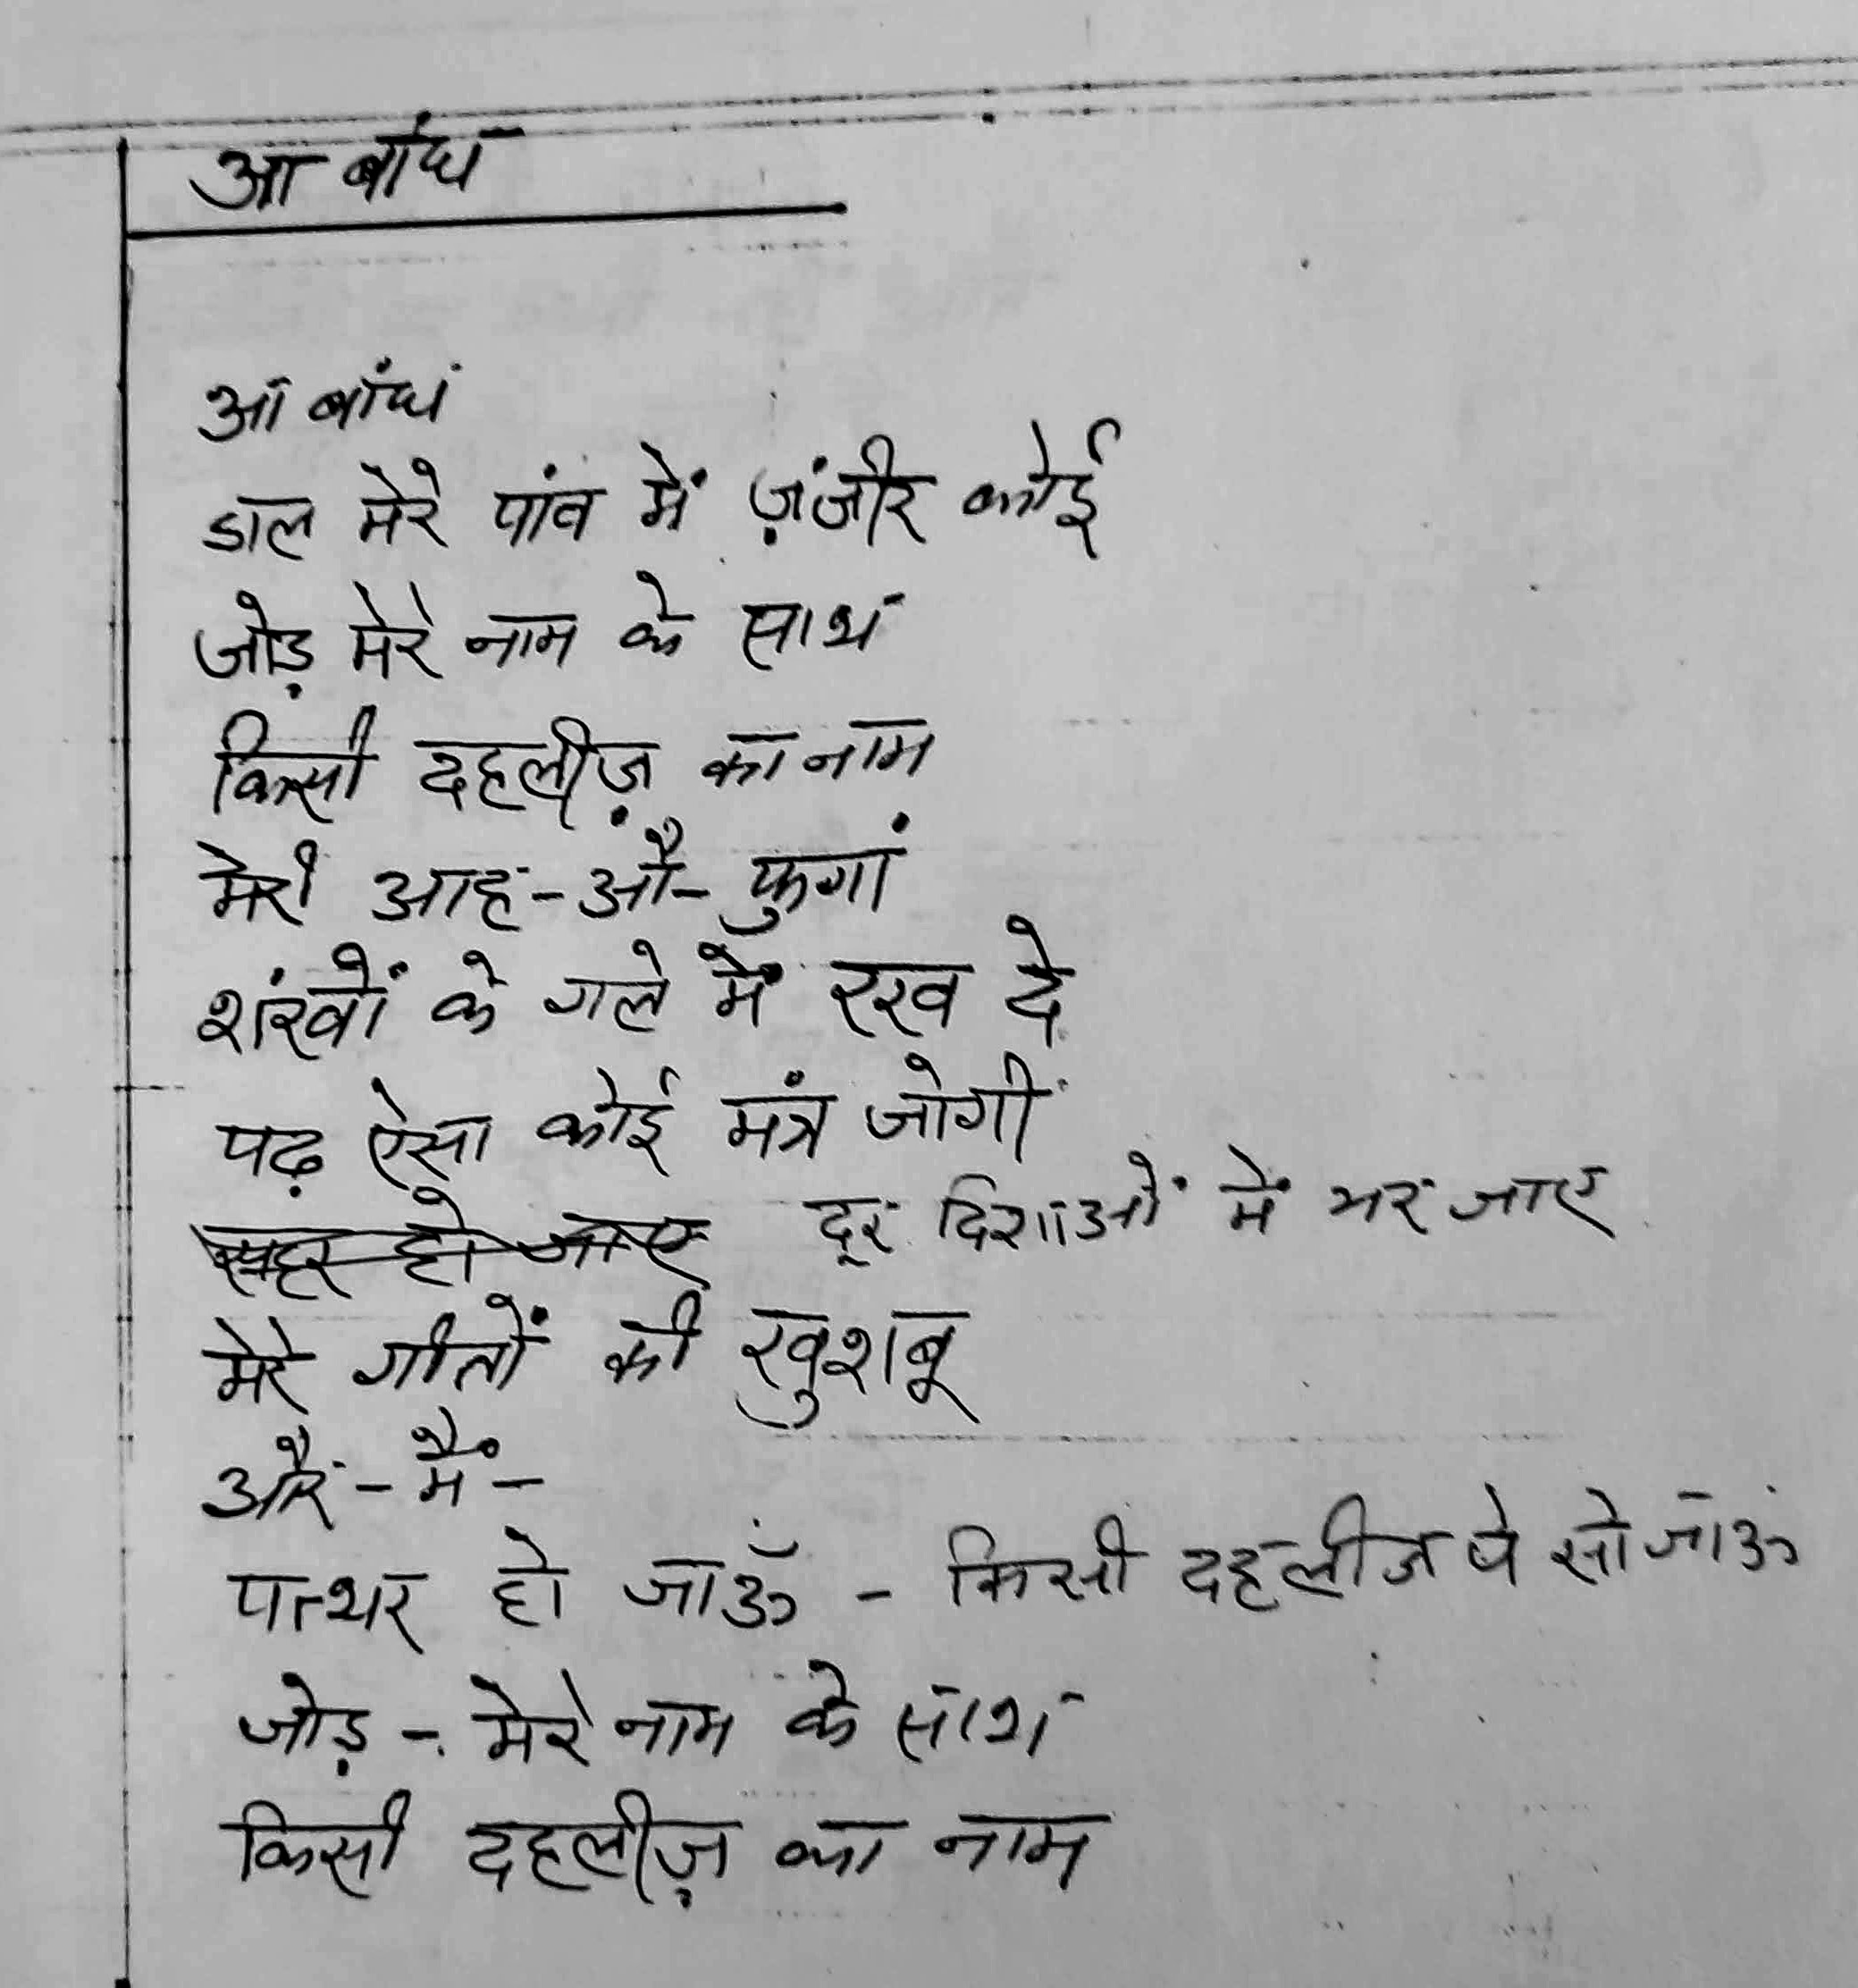 आ बांध
आ बांध
डाल मेरे पांव में ज़ंजीर कोई
जोड़ मेरे नाम के साथ
किसी दहलीज़ का नाम
मेरी आह-औ-फुगां
शंखों के गले में रख दे
पढ़ ऐसा कोई मंत्र जोगी
सहर हो जाए दूर दिशाओं में भर जाए
मेरे गीतों की खुशबू
और - मैं -
पत्थर हो जाऊँ - किसी दहलीज पे सो जाऊं
जोड़ - मेरे नाम के साथ
किसी दहलीज़ का नाम